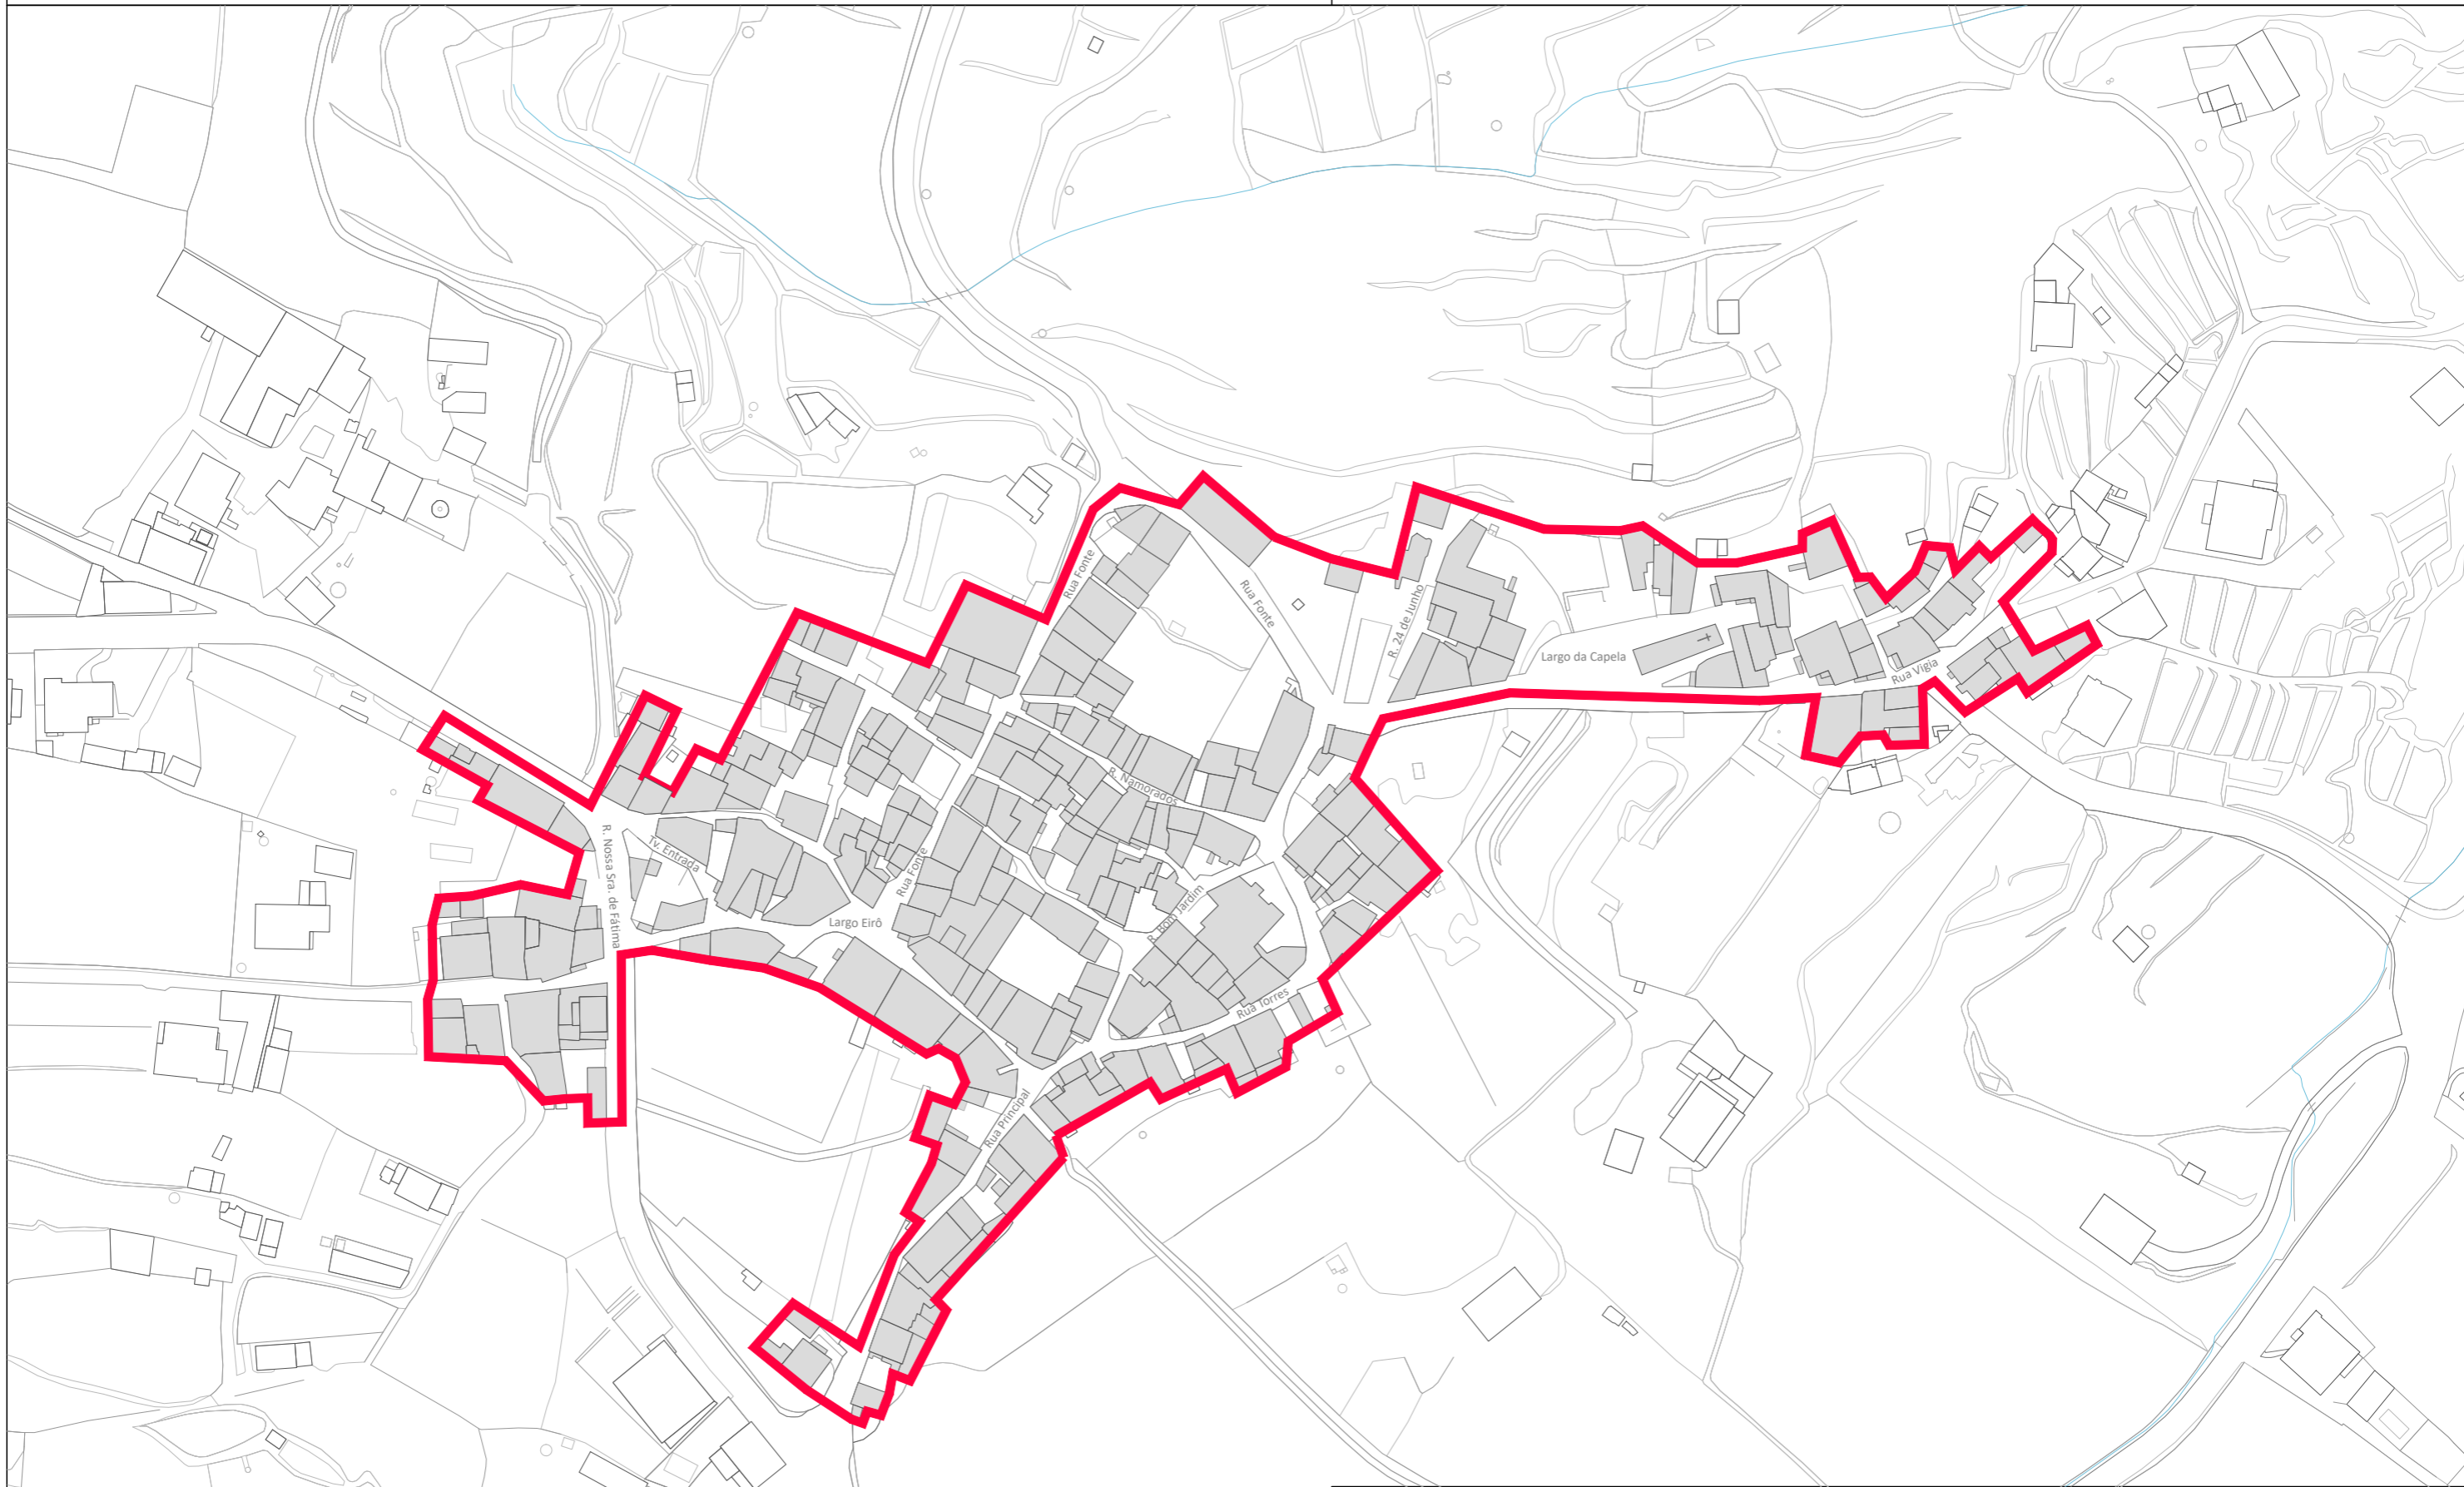 Rua Fonte
Rua Fonte
R. 24 de Junho
Largo da Capela
Rua Vigia
R. Namorados
R. Nossa Sra. de Fátima
Tv. Entrada
Rua Fonte
Largo Eirô
R. Bom Jardim
Rua Torres
Rua Principal